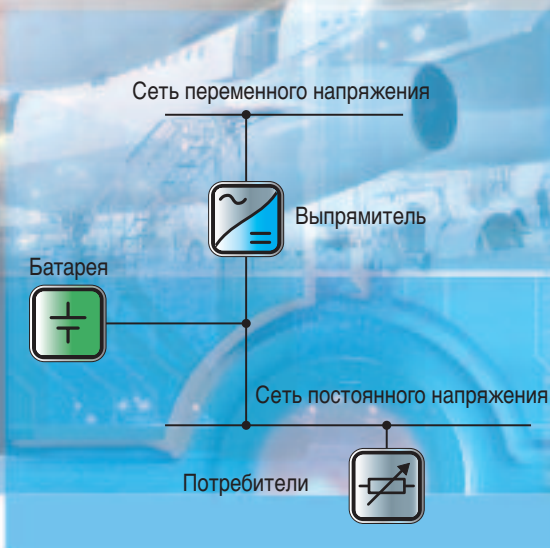 Сеть переменного напряжения
Выпрямитель
Батарея
Сеть постоянного напряжения
Потребители